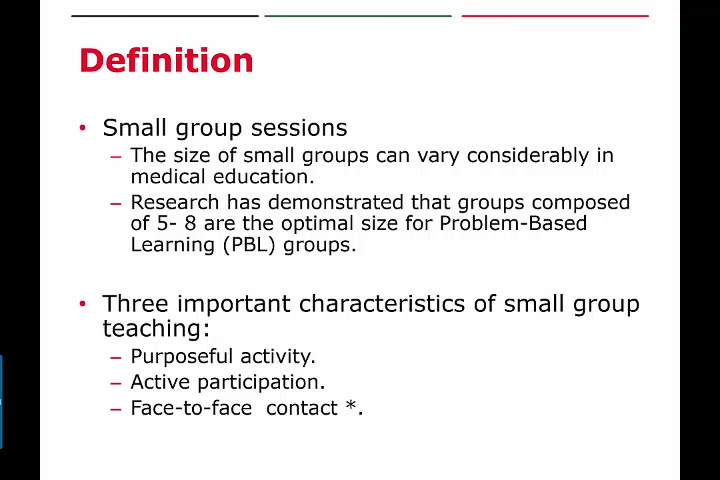 Definition
• Small group sessions
– The size of small groups can vary considerably in
medical education.
– Research has demonstrated that groups composed
of 5- 8 are the optimal size for Problem-Based
Learning (PBL) groups.
• Three important characteristics of small group
teaching:
– Purposeful activity.
– Active participation.
– Face-to-face  contact *.